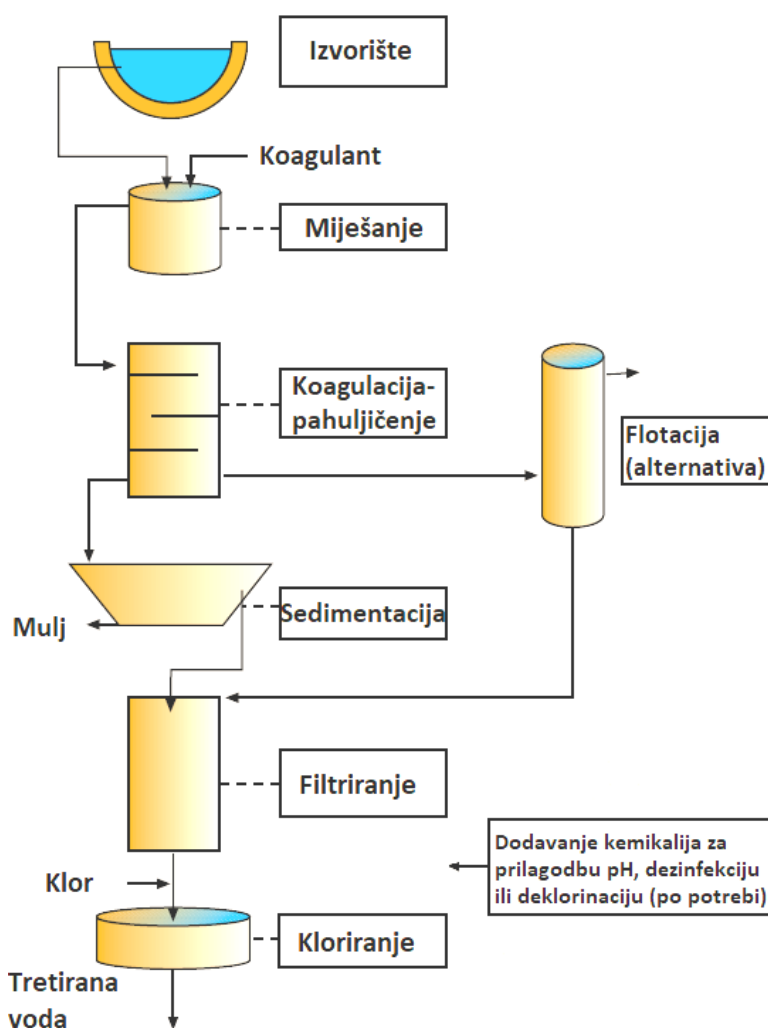 Izvorište
Koagulant
Miješanje
Koagulacija-
pahuljičenje
Flotacija
(alternativa)
Sedimentacija
Mulj
Filtriranje
Dodavanje kemikalija za
prilagodbu pH, dezinfekciju
ili deklorinaciju (po potrebi)
Klor
Kloriranje
Tretirana
voda